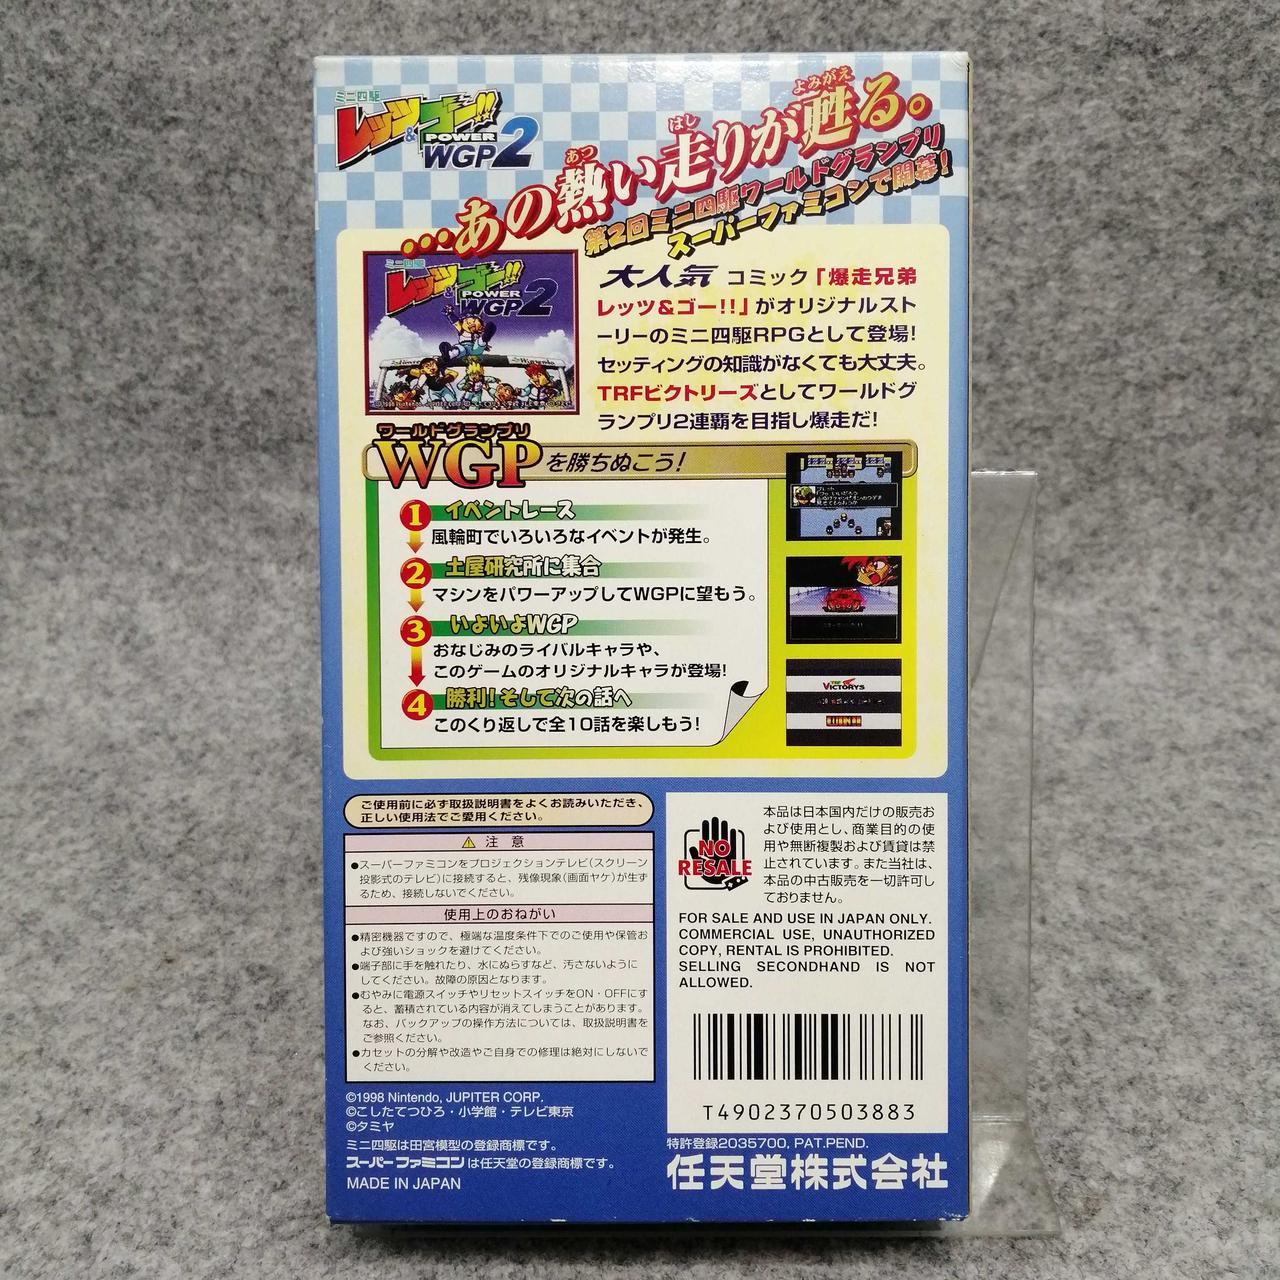 ミニ四駆
レッツ&ゴー!!
POWER
WGP2
…あの熱い走りが甦る。
あつ
はし
よみがえ
第2回ミニ四駆ワールドグランプリ
スーパーファミコンで開幕!
ミニ四駆
レッツ&ゴー!!
POWER
WGP2
大人気 コミック「爆走兄弟
レッツ&ゴー!!」がオリジナルスト
ーリーのミニ四駆RPGとして登場!
セッティングの知識がなくても大丈夫。
TRFビクトリーズとしてワールドグ
ランプリ2連覇を目指し爆走だ!
ワールドグランプリ
WGPを勝ちぬこう!
1 イベントレース
風輪町でいろいろなイベントが発生。
2 土屋研究所に集合
マシンをパワーアップしてWGPに望もう。
3 いよいよWGP
おなじみのライバルキャラや、
このゲームのオリジナルキャラが登場!
4 勝利!そして次の話へ
このくり返しで全10話を楽しもう!
TRF
VICTORYS
ご使用前に必ず取扱説明書をよくお読みいただき、
正しい使用法でご愛用ください。
注 意
●スーパーファミコンをプロジェクションテレビ(スクリーン
投影式のテレビ)に接続すると、残像現象(画面ヤケ)が生ず
るため、接続しないでください。
使用上のおねがい
●精密機器ですので、極端な温度条件下でのご使用や保管お
よび強いショックを避けてください。
●端子部に手を触れたり、水にぬらすなど、汚さないように
してください。故障の原因となります。
●むやみに電源スイッチやリセットスイッチをON・OFFにす
ると、蓄積されている内容が消えてしまうことがあります。
なお、バックアップの操作方法については、取扱説明書を
ご参照ください。
●カセットの分解や改造やご自身での修理は絶対にしないで
ください。
©1998 Nintendo, JUPITER CORP.
©こしたてつひろ・小学館・テレビ東京
©タミヤ
ミニ四駆は田宮模型の登録商標です。
スーパーファミコンは任天堂の登録商標です。
MADE IN JAPAN
NO
RESALE
本品は日本国内だけの販売お
よび使用とし、商業目的の使
用や無断複製および賃貸は禁
止されています。また当社は、
本品の中古販売を一切許可し
ておりません。
FOR SALE AND USE IN JAPAN ONLY.
COMMERCIAL USE, UNAUTHORIZED
COPY, RENTAL IS PROHIBITED.
SELLING SECONDHAND IS NOT
ALLOWED.
T4902370503883
特許登録2035700, PAT.PEND.
任天堂株式会社